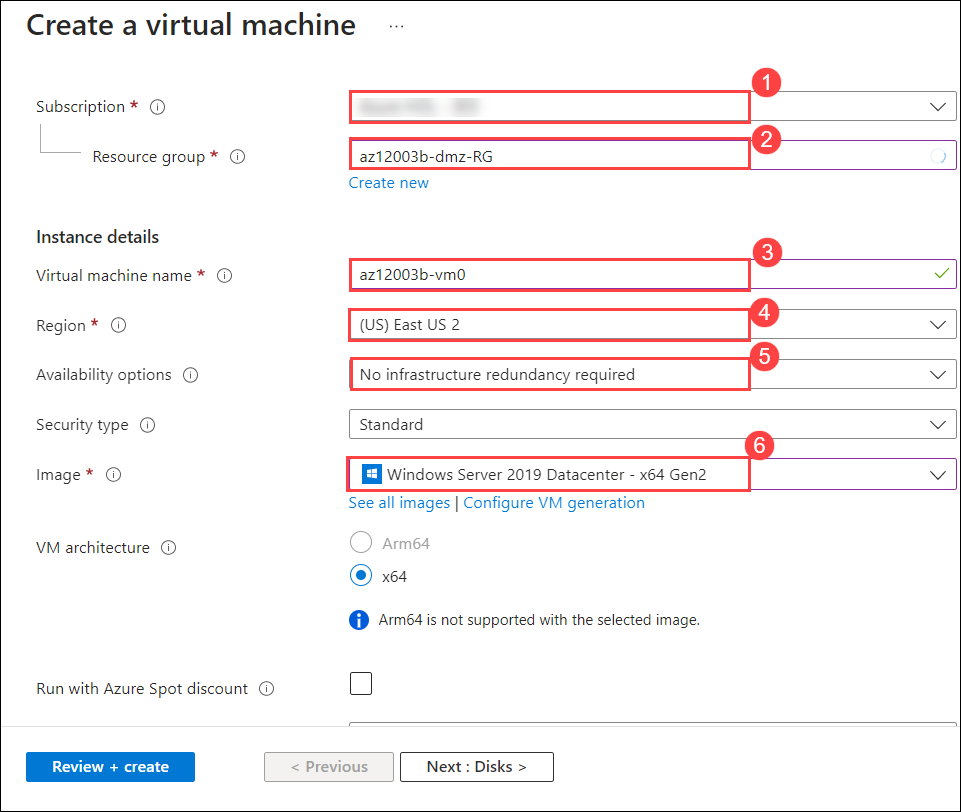 Create a virtual machine ...
1
Subscription *
2
Resource group * az12003b-dmz-RG
Create new
Instance details
3
Virtual machine name * az12003b-vm0
4
Region * (US) East US 2
5
Availability options No infrastructure redundancy required
Security type Standard
6
Image * Windows Server 2019 Datacenter - x64 Gen2
See all images | Configure VM generation
VM architecture Arm64
x64
Arm64 is not supported with the selected image.
Run with Azure Spot discount
Review + create < Previous Next : Disks >